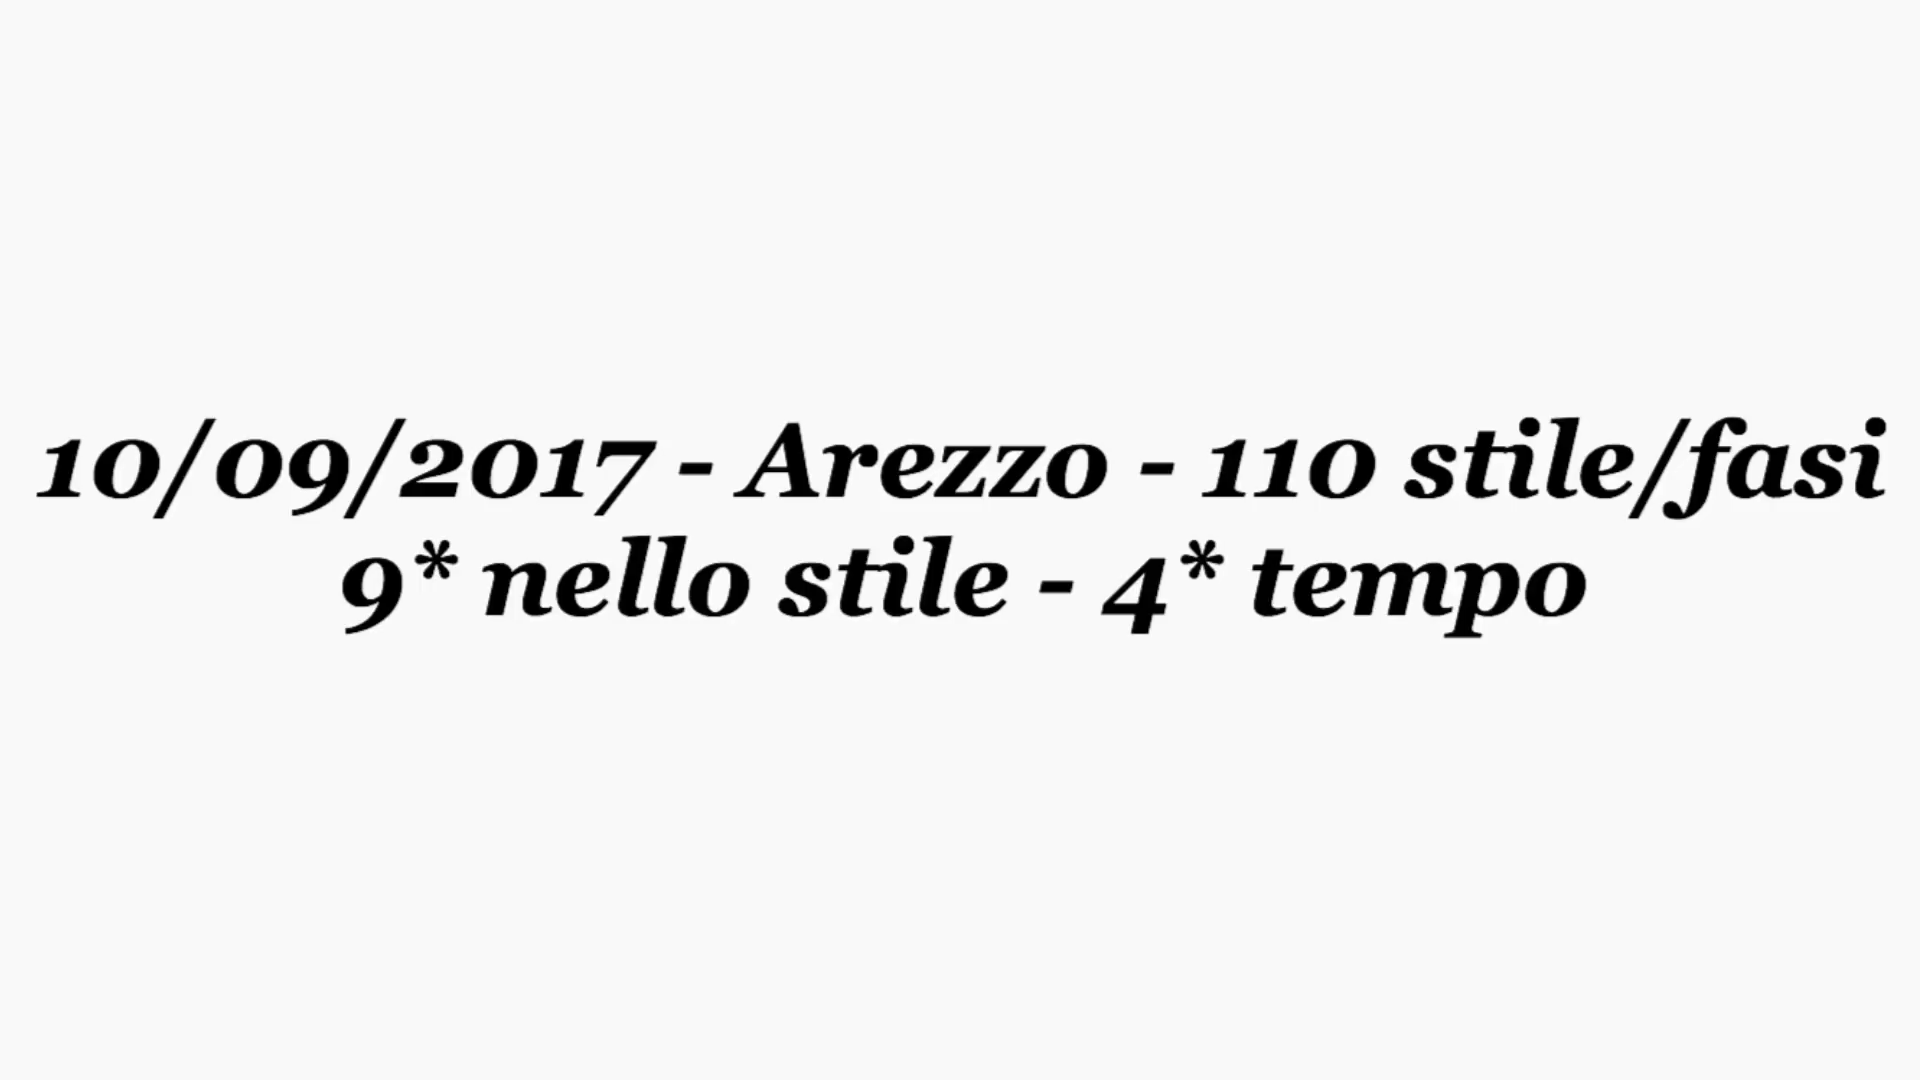 10/09/2017 - Arezzo - 110 stile/fasi
9* nello stile - 4* tempo